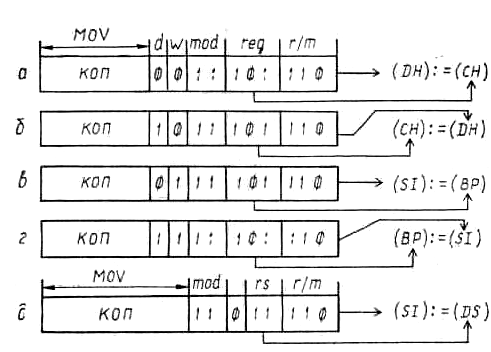 MOV d w mod reg r/m
а КОП 0 0 1 1 1 0 1 1 1 0 (DH):=(CH)
б КОП 1 0 1 1 1 0 1 1 1 0 (CH):=(DH)
в КОП 0 1 1 1 1 0 1 1 1 0 (SI):=(BP)
г КОП 1 1 1 1 1 0 1 1 1 0 (BP):=(SI)
MOV mod rs r/m
д КОП 1 1 0 1 1 1 1 0 (SI):=(DS)